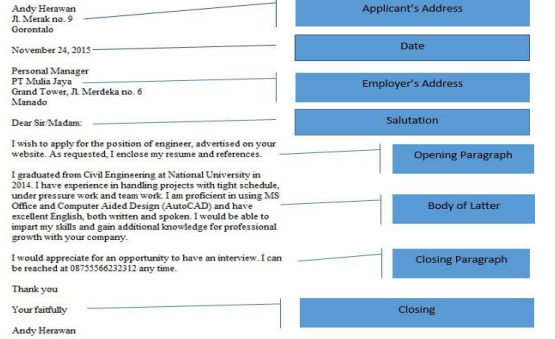 Andy Herawan
Jl. Merak no. 9
Gorontalo
Applicant's Address
November 24, 2015
Date
Personal Manager
PT Mulia Jaya
Grand Tower, Jl. Merdeka no. 6
Manado
Employer's Address
Dear Sir/Madam:
Salutation
I wish to apply for the position of engineer, advertised on your
website. As requested, I enclose my resume and references.
Opening Paragraph
I graduated from Civil Engineering at National University in
2014. I have experience in handling projects with tight schedule,
under pressure work and team work. I am proficient in using MS
Office and Computer Aided Design (AutoCAD) and have
excellent English, both written and spoken. I would be able to
impart my skills and gain additional knowledge for professional
growth with your company.
Body of Latter
I would appreciate for an opportunity to have an interview. I can
be reached at 08755566232312 any time.
Closing Paragraph
Thank you
Your faithfully
Closing
Andy Herawan